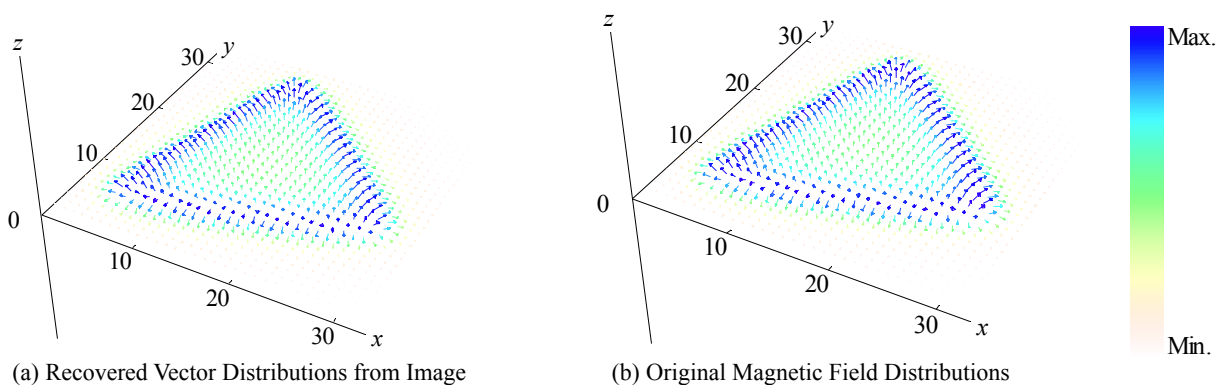 z
y
30
20
10
0
10
20
30
x
(a) Recovered Vector Distributions from Image
z
y
30
20
10
0
10
20
30
x
(b) Original Magnetic Field Distributions
Max.
Min.